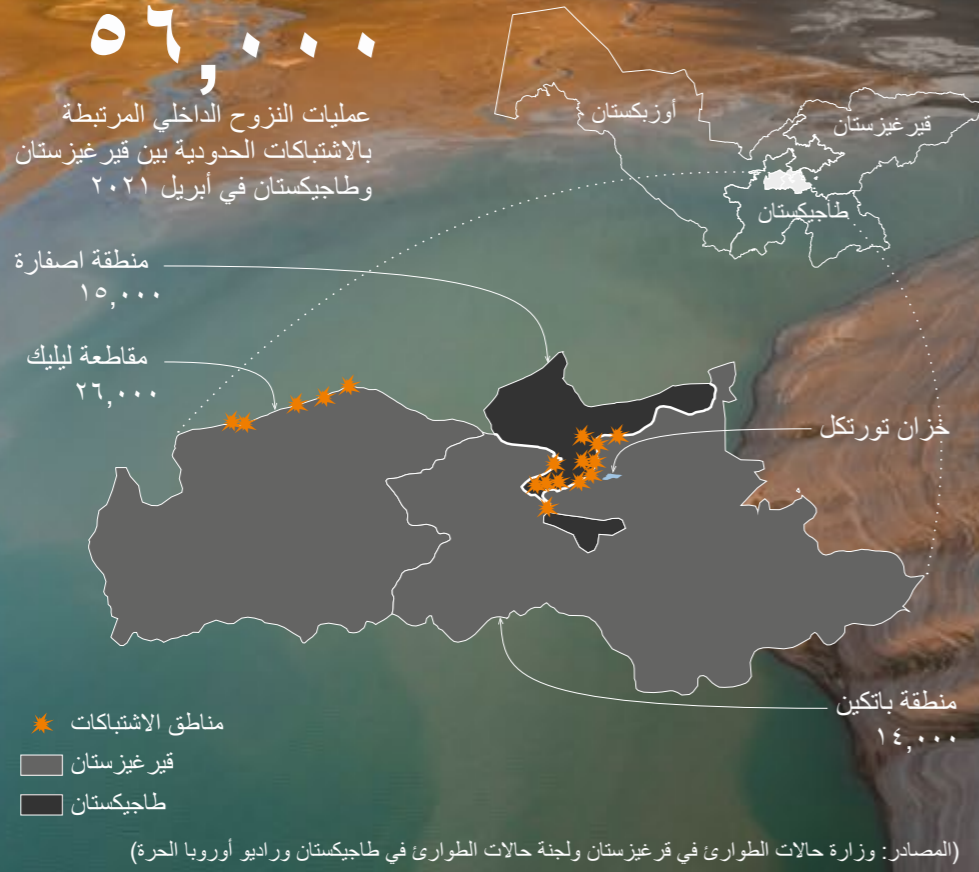 ٥٦,٠٠٠
عمليات النزوح الداخلي المرتبطة
بالاشتباكات الحدودية بين قيرغيزستان
وطاجيكستان في أبريل ٢٠٢١
أوزبكستان
قيرغيزستان
طاجيكستان
منطقة اصفارة
١٥,٠٠٠
مقاطعة ليليك
٢٦,٠٠٠
خزان تورتكل
منطقة باتكين
١٤,٠٠٠
مناطق الاشتباكات
قيرغيزستان
طاجيكستان
(المصادر: وزارة حالات الطوارئ في قرغيزستان ولجنة حالات الطوارئ في طاجيكستان وراديو أوروبا الحرة)